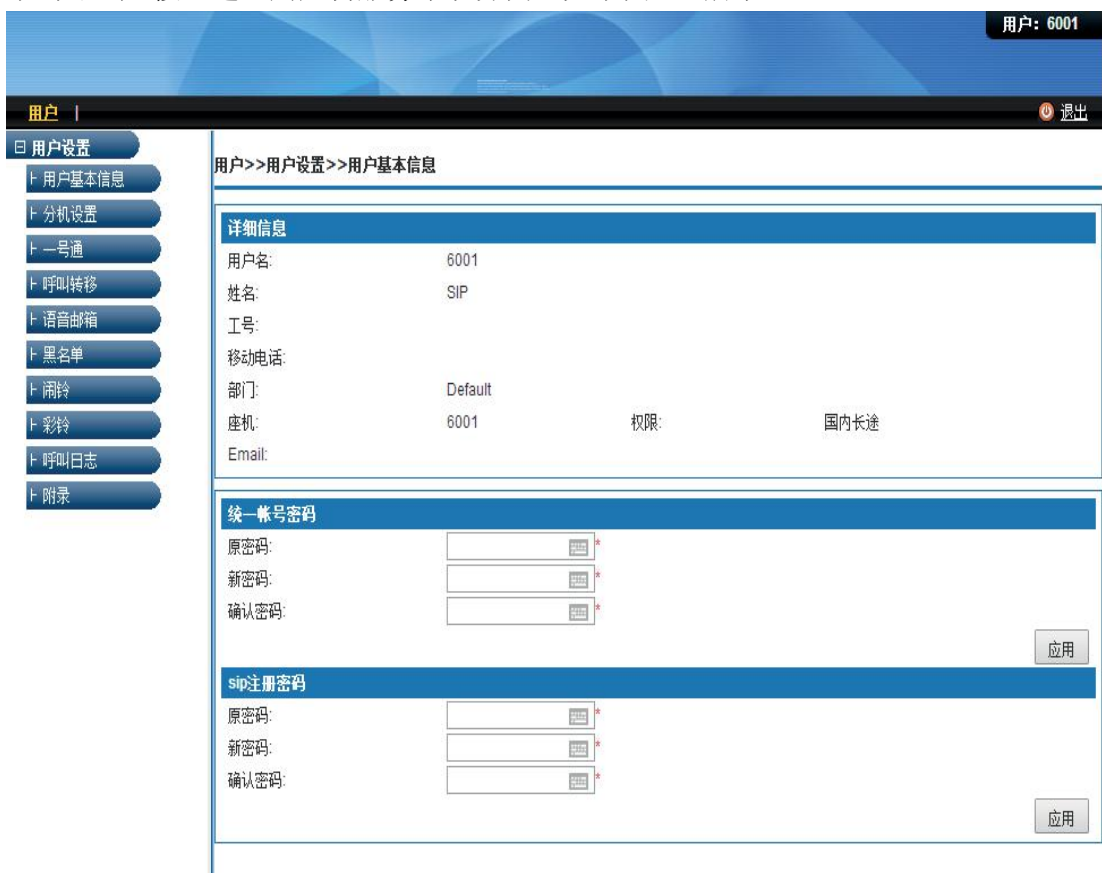 用户: 6001
用户 |
退出
用户设置
用户基本信息
分机设置
一号通
呼叫转移
语音邮箱
黑名单
闹铃
彩铃
呼叫日志
附录
用户>>用户设置>>用户基本信息
详细信息
用户名: 6001
姓名: SIP
工号:
移动电话:
部门: Default
座机: 6001 权限: 国内长途
Email:
统一帐号密码
原密码: *
新密码: *
确认密码: *
应用
sip注册密码
原密码: *
新密码: *
确认密码: *
应用